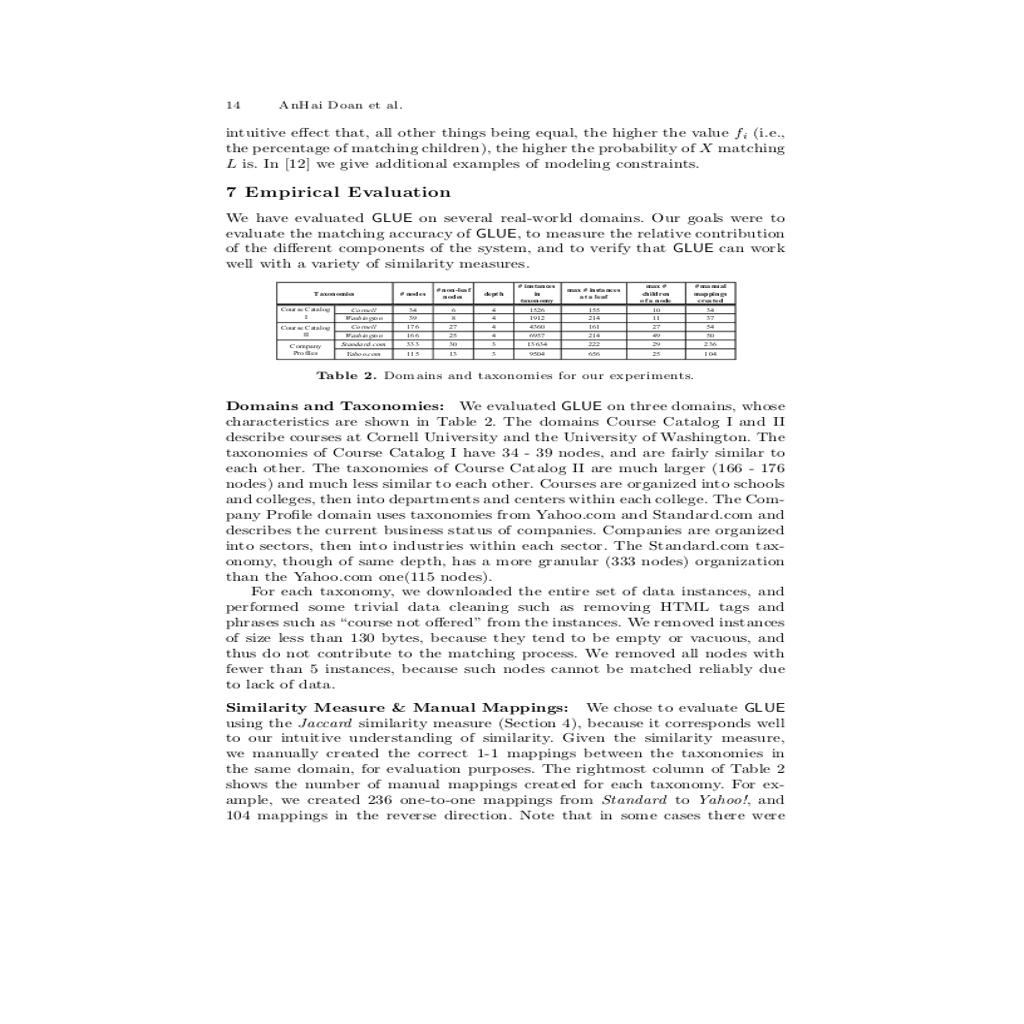 14 AnHai Doan et al.
intuitive effect that, all other things being equal, the higher the value fi (i.e.,
the percentage of matching children), the higher the probability of X matching
L is. In [12] we give additional examples of modeling constraints.
7 Empirical Evaluation
We have evaluated GLUE on several real-world domains. Our goals were to
evaluate the matching accuracy of GLUE, to measure the relative contribution
of the different components of the system, and to verify that GLUE can work
well with a variety of similarity measures.
Taxonomies # nodes # non-leaf nodes depth # instances in taxonomy max # instances at a leaf max # children of a node # manual mappings created
Course Catalog I Cornell 34 6 4 1526 155 10 34
Washington 39 8 4 1912 214 11 37
Course Catalog II Cornell 176 27 4 4360 161 27 54
Washington 166 25 4 6957 214 49 50
Company Profiles Standard.com 333 30 3 13634 222 29 236
Yahoo.com 115 13 3 9504 656 25 104
Table 2. Domains and taxonomies for our experiments.
Domains and Taxonomies: We evaluated GLUE on three domains, whose
characteristics are shown in Table 2. The domains Course Catalog I and II
describe courses at Cornell University and the University of Washington. The
taxonomies of Course Catalog I have 34 - 39 nodes, and are fairly similar to
each other. The taxonomies of Course Catalog II are much larger (166 - 176
nodes) and much less similar to each other. Courses are organized into schools
and colleges, then into departments and centers within each college. The Com-
pany Profile domain uses taxonomies from Yahoo.com and Standard.com and
describes the current business status of companies. Companies are organized
into sectors, then into industries within each sector. The Standard.com tax-
onomy, though of same depth, has a more granular (333 nodes) organization
than the Yahoo.com one(115 nodes).
For each taxonomy, we downloaded the entire set of data instances, and
performed some trivial data cleaning such as removing HTML tags and
phrases such as “course not offered” from the instances. We removed instances
of size less than 130 bytes, because they tend to be empty or vacuous, and
thus do not contribute to the matching process. We removed all nodes with
fewer than 5 instances, because such nodes cannot be matched reliably due
to lack of data.
Similarity Measure & Manual Mappings: We chose to evaluate GLUE
using the Jaccard similarity measure (Section 4), because it corresponds well
to our intuitive understanding of similarity. Given the similarity measure,
we manually created the correct 1-1 mappings between the taxonomies in
the same domain, for evaluation purposes. The rightmost column of Table 2
shows the number of manual mappings created for each taxonomy. For ex-
ample, we created 236 one-to-one mappings from Standard to Yahoo!, and
104 mappings in the reverse direction. Note that in some cases there were